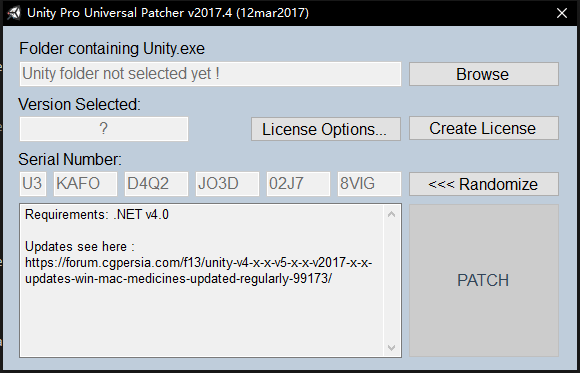 Unity Pro Universal Patcher v2017.4 (12mar2017)
Folder containing Unity.exe
Unity folder not selected yet !
Browse
Version Selected:
?
License Options...
Create License
Serial Number:
U3 KAFO D4Q2 JO3D 02J7 8VIG
<<< Randomize
Requirements: .NET v4.0
Updates see here :
https://forum.cgpersia.com/f13/unity-v4-x-x-v5-x-x-v2017-x-x-
updates-win-mac-medicines-updated-regularly-99173/
PATCH